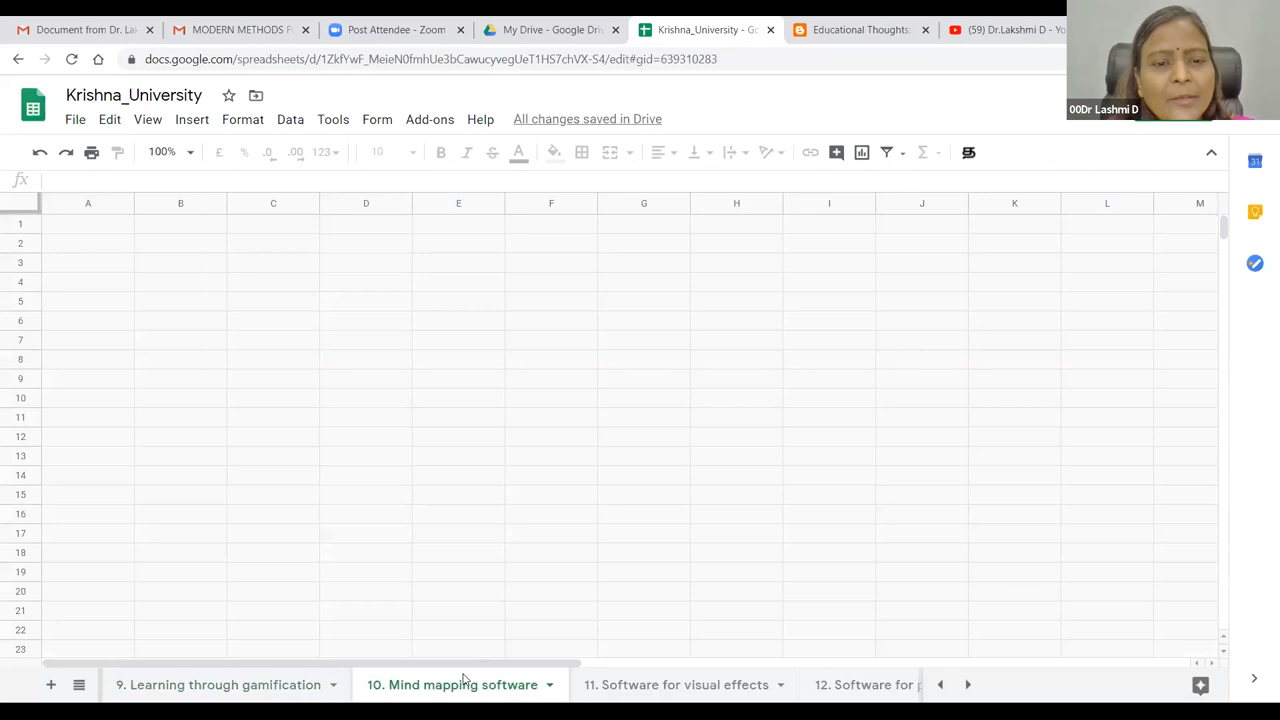 Document from Dr. Lak
MODERN METHODS F
Post Attendee - Zoom
My Drive - Google Driv
Krishna_University - Go
Educational Thoughts:
(59) Dr.Lakshmi D - Yo
docs.google.com/spreadsheets/d/1ZkfYwF_MeieN0fmhUe3bCawucyvegUeT1HS7chVX-S4/edit#gid=639310283
00Dr Lashmi D
Krishna_University
File Edit View Insert Format Data Tools Form Add-ons Help All changes saved in Drive
100% £ % .0 .00 123 10 B I S A Σ
fx
A B C D E F G H I J K L M
1
2
3
4
5
6
7
8
9
10
11
12
13
14
15
16
17
18
19
20
21
22
23
9. Learning through gamification
10. Mind mapping software
11. Software for visual effects
12. Software for